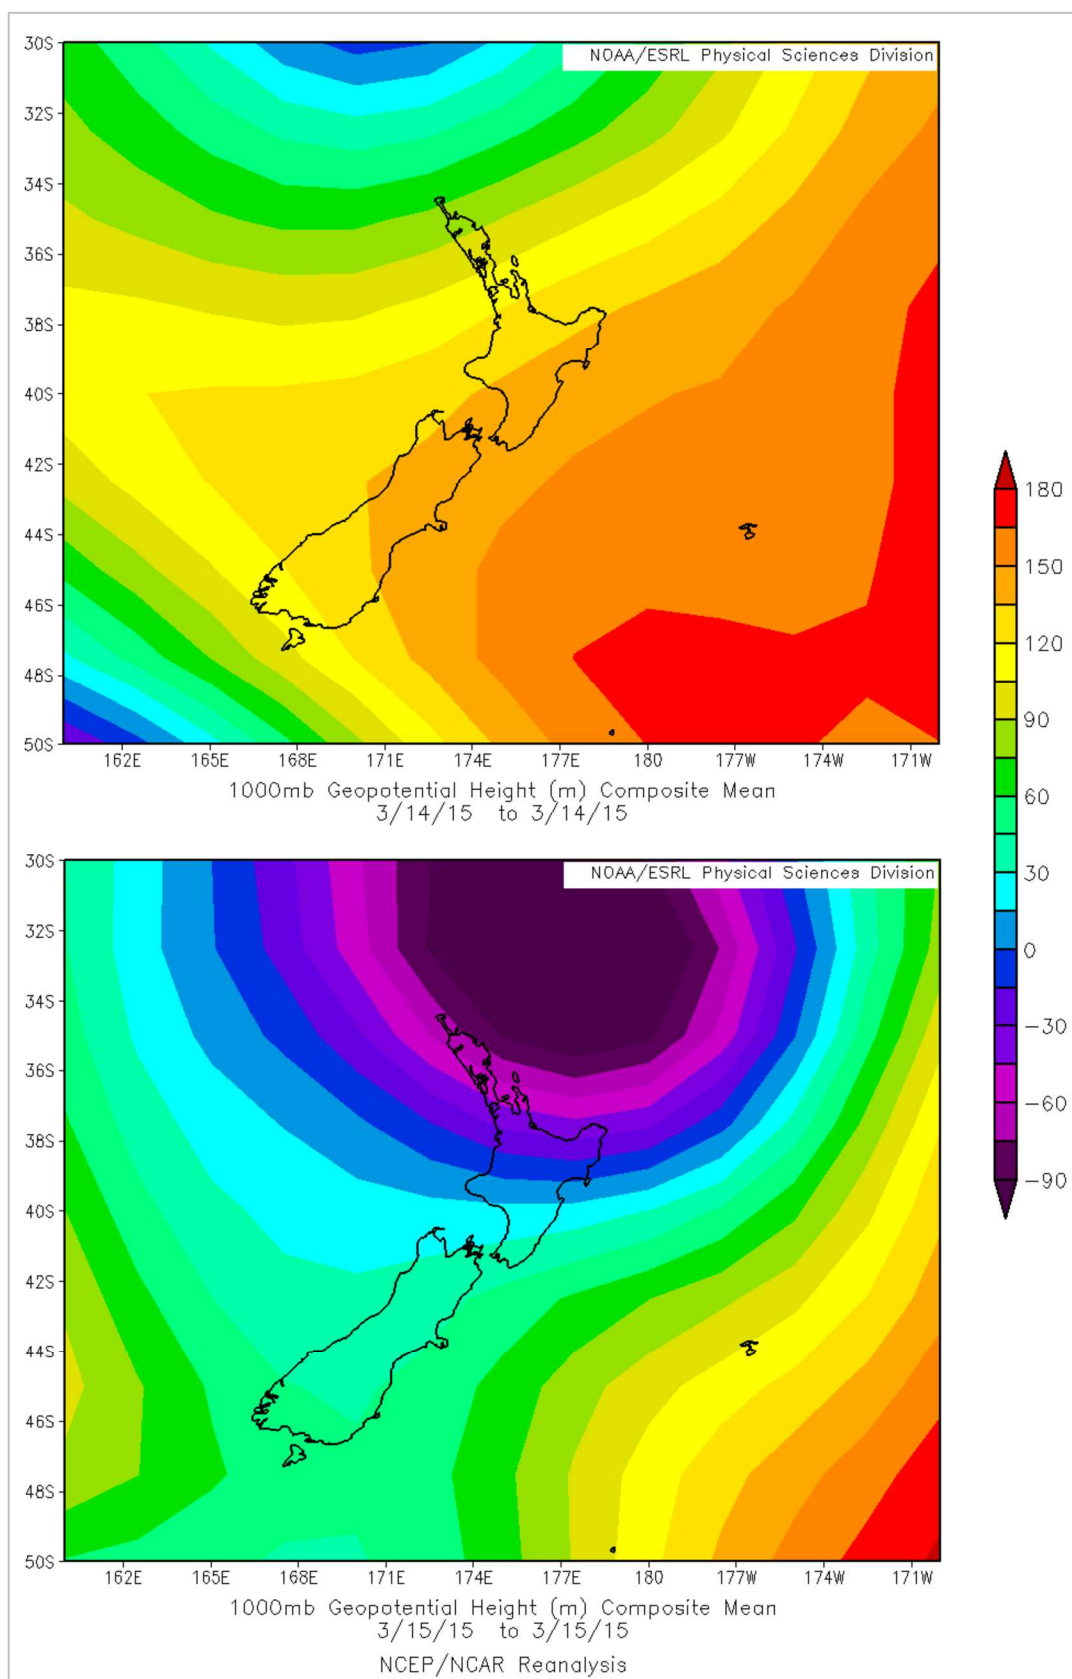 NOAA/ESRL Physical Sciences Division
30S
32S
34S
36S
38S
40S
42S
44S
46S
48S
50S
162E 165E 168E 171E 174E 177E 180 177W 174W 171W
1000mb Geopotential Height (m) Composite Mean
3/14/15 to 3/14/15
180
150
120
90
60
30
0
-30
-60
-90
NOAA/ESRL Physical Sciences Division
30S
32S
34S
36S
38S
40S
42S
44S
46S
48S
50S
162E 165E 168E 171E 174E 177E 180 177W 174W 171W
1000mb Geopotential Height (m) Composite Mean
3/15/15 to 3/15/15
NCEP/NCAR Reanalysis